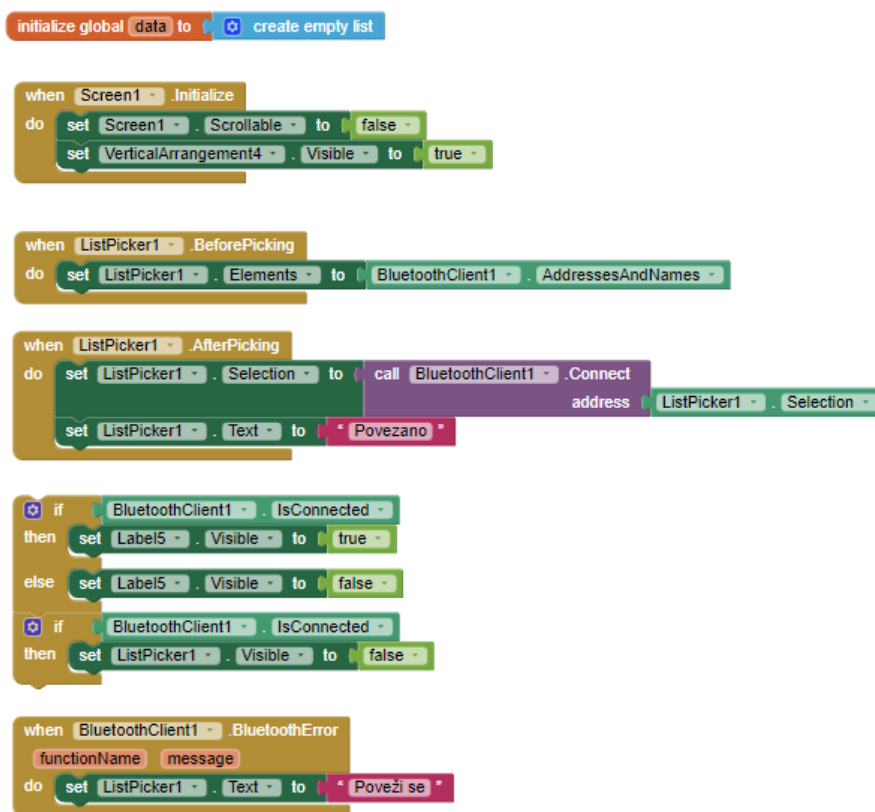 initialize global data to create empty list
when Screen1 .Initialize
do set Screen1 . Scrollable to false
set VerticalArrangement4 . Visible to true
when ListPicker1 .BeforePicking
do set ListPicker1 . Elements to BluetoothClient1 . AddressesAndNames
when ListPicker1 .AfterPicking
do set ListPicker1 . Selection to call BluetoothClient1 .Connect
address ListPicker1 . Selection
set ListPicker1 . Text to " Povezano "
if BluetoothClient1 . IsConnected
then set Label5 . Visible to true
else set Label5 . Visible to false
if BluetoothClient1 . IsConnected
then set ListPicker1 . Visible to false
when BluetoothClient1 .BluetoothError
functionName message
do set ListPicker1 . Text to " Poveži se "